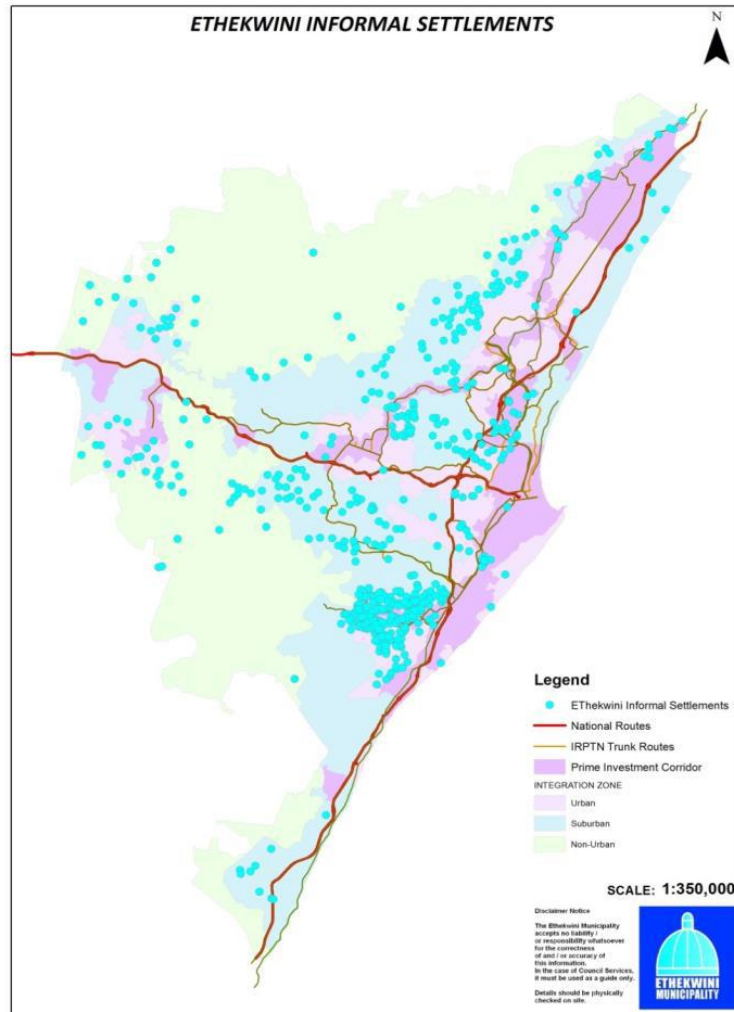 ETHEKWINI INFORMAL SETTLEMENTS
N
Legend
EThekwini Informal Settlements
National Routes
IRPTN Trunk Routes
Prime Investment Corridor
INTEGRATION ZONE
Urban
Suburban
Non-Urban
SCALE: 1:350,000
Disclaimer Notice
The Ethekwini Municipality
accepts no liability /
or responsibility whatsoever
for the correctness
of and / or accuracy of
this information.
In the case of Council Services,
it must be used as a guide only.
Details should be physically
checked on site.
ETHEKWINI
MUNICIPALITY